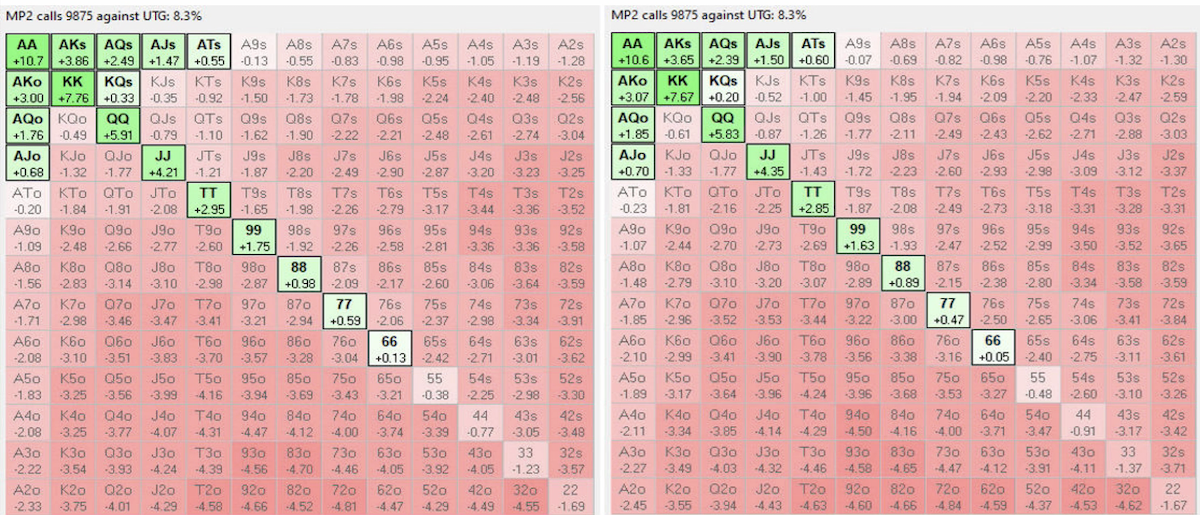 MP2 calls 9875 against UTG: 8.3%
AA AKs AQs AJs ATs A9s A8s A7s A6s A5s A4s A3s A2s
+10.7 +3.86 +2.49 +1.47 +0.55 -0.13 -0.55 -0.83 -0.98 -0.95 -1.05 -1.19 -1.28
AKo KK KQs KJs KTs K9s K8s K7s K6s K5s K4s K3s K2s
+3.00 +7.76 +0.33 -0.35 -0.92 -1.50 -1.73 -1.78 -1.98 -2.24 -2.40 -2.48 -2.56
AQo KQo QQ QJs QTs Q9s Q8s Q7s Q6s Q5s Q4s Q3s Q2s
+1.76 -0.49 +5.91 -0.79 -1.10 -1.62 -1.90 -2.22 -2.21 -2.48 -2.61 -2.74 -3.04
AJo KJo QJo JJ JTs J9s J8s J7s J6s J5s J4s J3s J2s
+0.68 -1.32 -1.77 +4.21 -1.21 -1.87 -2.20 -2.49 -2.90 -2.87 -3.20 -3.23 -3.25
ATo KTo QTo JTo TT T9s T8s T7s T6s T5s T4s T3s T2s
-0.20 -1.84 -1.91 -2.08 +2.95 -1.65 -1.98 -2.26 -2.79 -3.17 -3.44 -3.36 -3.52
A9o K9o Q9o J9o T9o 99 98s 97s 96s 95s 94s 93s 92s
-1.09 -2.48 -2.66 -2.77 -2.60 +1.75 -1.92 -2.26 -2.58 -2.81 -3.36 -3.36 -3.58
A8o K8o Q8o J8o T8o 98o 88 87s 86s 85s 84s 83s 82s
-1.56 -2.83 -3.14 -3.10 -2.98 -2.87 +0.98 -2.09 -2.17 -2.60 -3.06 -3.64 -3.59
A7o K7o Q7o J7o T7o 97o 87o 77 76s 75s 74s 73s 72s
-1.71 -2.98 -3.46 -3.47 -3.41 -3.21 -2.94 +0.59 -2.06 -2.37 -2.98 -3.34 -3.91
A6o K6o Q6o J6o T6o 96o 86o 76o 66 65s 64s 63s 62s
-2.08 -3.10 -3.51 -3.83 -3.70 -3.57 -3.28 -3.04 +0.13 -2.42 -2.71 -3.01 -3.62
A5o K5o Q5o J5o T5o 95o 85o 75o 65o 55 54s 53s 52s
-1.83 -3.25 -3.56 -3.99 -4.16 -3.94 -3.69 -3.43 -3.21 -0.38 -2.25 -2.98 -3.30
A4o K4o Q4o J4o T4o 94o 84o 74o 64o 54o 44 43s 42s
-2.08 -3.25 -3.77 -4.07 -4.31 -4.47 -4.12 -4.00 -3.74 -3.39 -0.77 -3.05 -3.48
A3o K3o Q3o J3o T3o 93o 83o 73o 63o 53o 43o 33 32s
-2.22 -3.54 -3.93 -4.24 -4.39 -4.56 -4.70 -4.46 -4.05 -3.92 -4.05 -1.23 -3.57
A2o K2o Q2o J2o T2o 92o 82o 72o 62o 52o 42o 32o 22
-2.33 -3.75 -4.01 -4.29 -4.58 -4.66 -4.52 -4.81 -4.47 -4.29 -4.49 -4.55 -1.69
MP2 calls 9875 against UTG: 8.3%
AA AKs AQs AJs ATs A9s A8s A7s A6s A5s A4s A3s A2s
+10.6 +3.65 +2.39 +1.50 +0.60 -0.07 -0.69 -0.82 -0.98 -0.76 -1.07 -1.32 -1.30
AKo KK KQs KJs KTs K9s K8s K7s K6s K5s K4s K3s K2s
+3.07 +7.67 +0.20 -0.52 -1.00 -1.45 -1.95 -1.94 -2.09 -2.20 -2.33 -2.47 -2.59
AQo KQo QQ QJs QTs Q9s Q8s Q7s Q6s Q5s Q4s Q3s Q2s
+1.85 -0.61 +5.83 -0.87 -1.26 -1.77 -2.11 -2.49 -2.43 -2.62 -2.71 -2.88 -3.03
AJo KJo QJo JJ JTs J9s J8s J7s J6s J5s J4s J3s J2s
+0.70 -1.33 -1.77 +4.35 -1.43 -1.72 -2.23 -2.60 -2.93 -2.98 -3.09 -3.12 -3.37
ATo KTo QTo JTo TT T9s T8s T7s T6s T5s T4s T3s T2s
-0.23 -1.81 -2.16 -2.25 +2.85 -1.87 -2.08 -2.49 -2.73 -3.18 -3.31 -3.28 -3.31
A9o K9o Q9o J9o T9o 99 98s 97s 96s 95s 94s 93s 92s
-1.07 -2.44 -2.70 -2.73 -2.69 +1.63 -1.93 -2.47 -2.52 -2.99 -3.50 -3.52 -3.65
A8o K8o Q8o J8o T8o 98o 88 87s 86s 85s 84s 83s 82s
-1.48 -2.79 -3.10 -3.20 -3.07 -2.89 +0.89 -2.15 -2.38 -2.80 -3.34 -3.58 -3.59
A7o K7o Q7o J7o T7o 97o 87o 77 76s 75s 74s 73s 72s
-1.85 -2.96 -3.52 -3.53 -3.44 -3.22 -3.00 +0.47 -2.50 -2.65 -3.06 -3.41 -3.84
A6o K6o Q6o J6o T6o 96o 86o 76o 66 65s 64s 63s 62s
-2.10 -2.99 -3.41 -3.90 -3.78 -3.56 -3.38 -3.16 +0.05 -2.40 -2.75 -3.11 -3.61
A5o K5o Q5o J5o T5o 95o 85o 75o 65o 55 54s 53s 52s
-1.89 -3.17 -3.64 -3.96 -4.24 -3.96 -3.68 -3.53 -3.27 -0.48 -2.60 -3.10 -3.26
A4o K4o Q4o J4o T4o 94o 84o 74o 64o 54o 44 43s 42s
-2.11 -3.34 -3.85 -4.14 -4.29 -4.50 -4.16 -4.00 -3.71 -3.47 -0.91 -3.17 -3.42
A3o K3o Q3o J3o T3o 93o 83o 73o 63o 53o 43o 33 32s
-2.27 -3.49 -4.03 -4.32 -4.46 -4.58 -4.65 -4.47 -4.12 -3.91 -4.11 -1.37 -3.71
A2o K2o Q2o J2o T2o 92o 82o 72o 62o 52o 42o 32o 22
-2.45 -3.55 -3.94 -4.43 -4.63 -4.60 -4.66 -4.84 -4.59 -4.37 -4.53 -4.62 -1.67